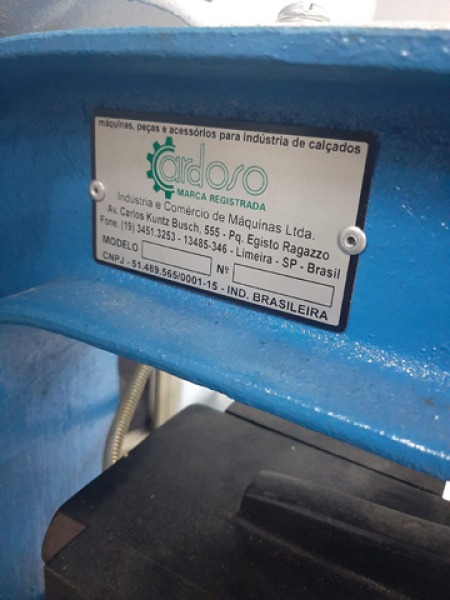 máquinas, peças e acessórios para indústria de calçados
Cardoso
MARCA REGISTRADA
Indústria e Comércio de Máquinas Ltda.
Av. Carlos Kuntz Busch, 555 - Pq. Egisto Ragazzo
Fone. (19) 3451.3253 - 13485-346 - Limeira - SP - Brasil
MODELO Nº
CNPJ - 51.489.565/0001-15 - IND. BRASILEIRA